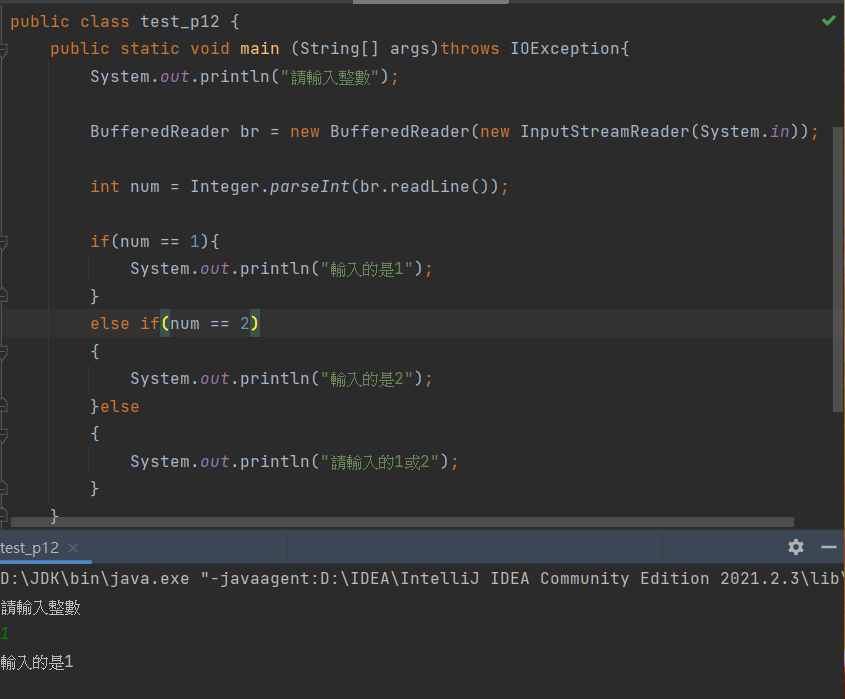 public class test_p12 {
public static void main (String[] args)throws IOException{
System.out.println("請輸入整數");
BufferedReader br = new BufferedReader(new InputStreamReader(System.in));
int num = Integer.parseInt(br.readLine());
if(num == 1){
System.out.println("輸入的是1");
}
else if(num == 2)
{
System.out.println("輸入的是2");
}else
{
System.out.println("請輸入的1或2");
}
}
test_p12
D:\JDK\bin\java.exe "-javaagent:D:\IDEA\IntelliJ IDEA Community Edition 2021.2.3\lib\
請輸入整數
1
輸入的是1